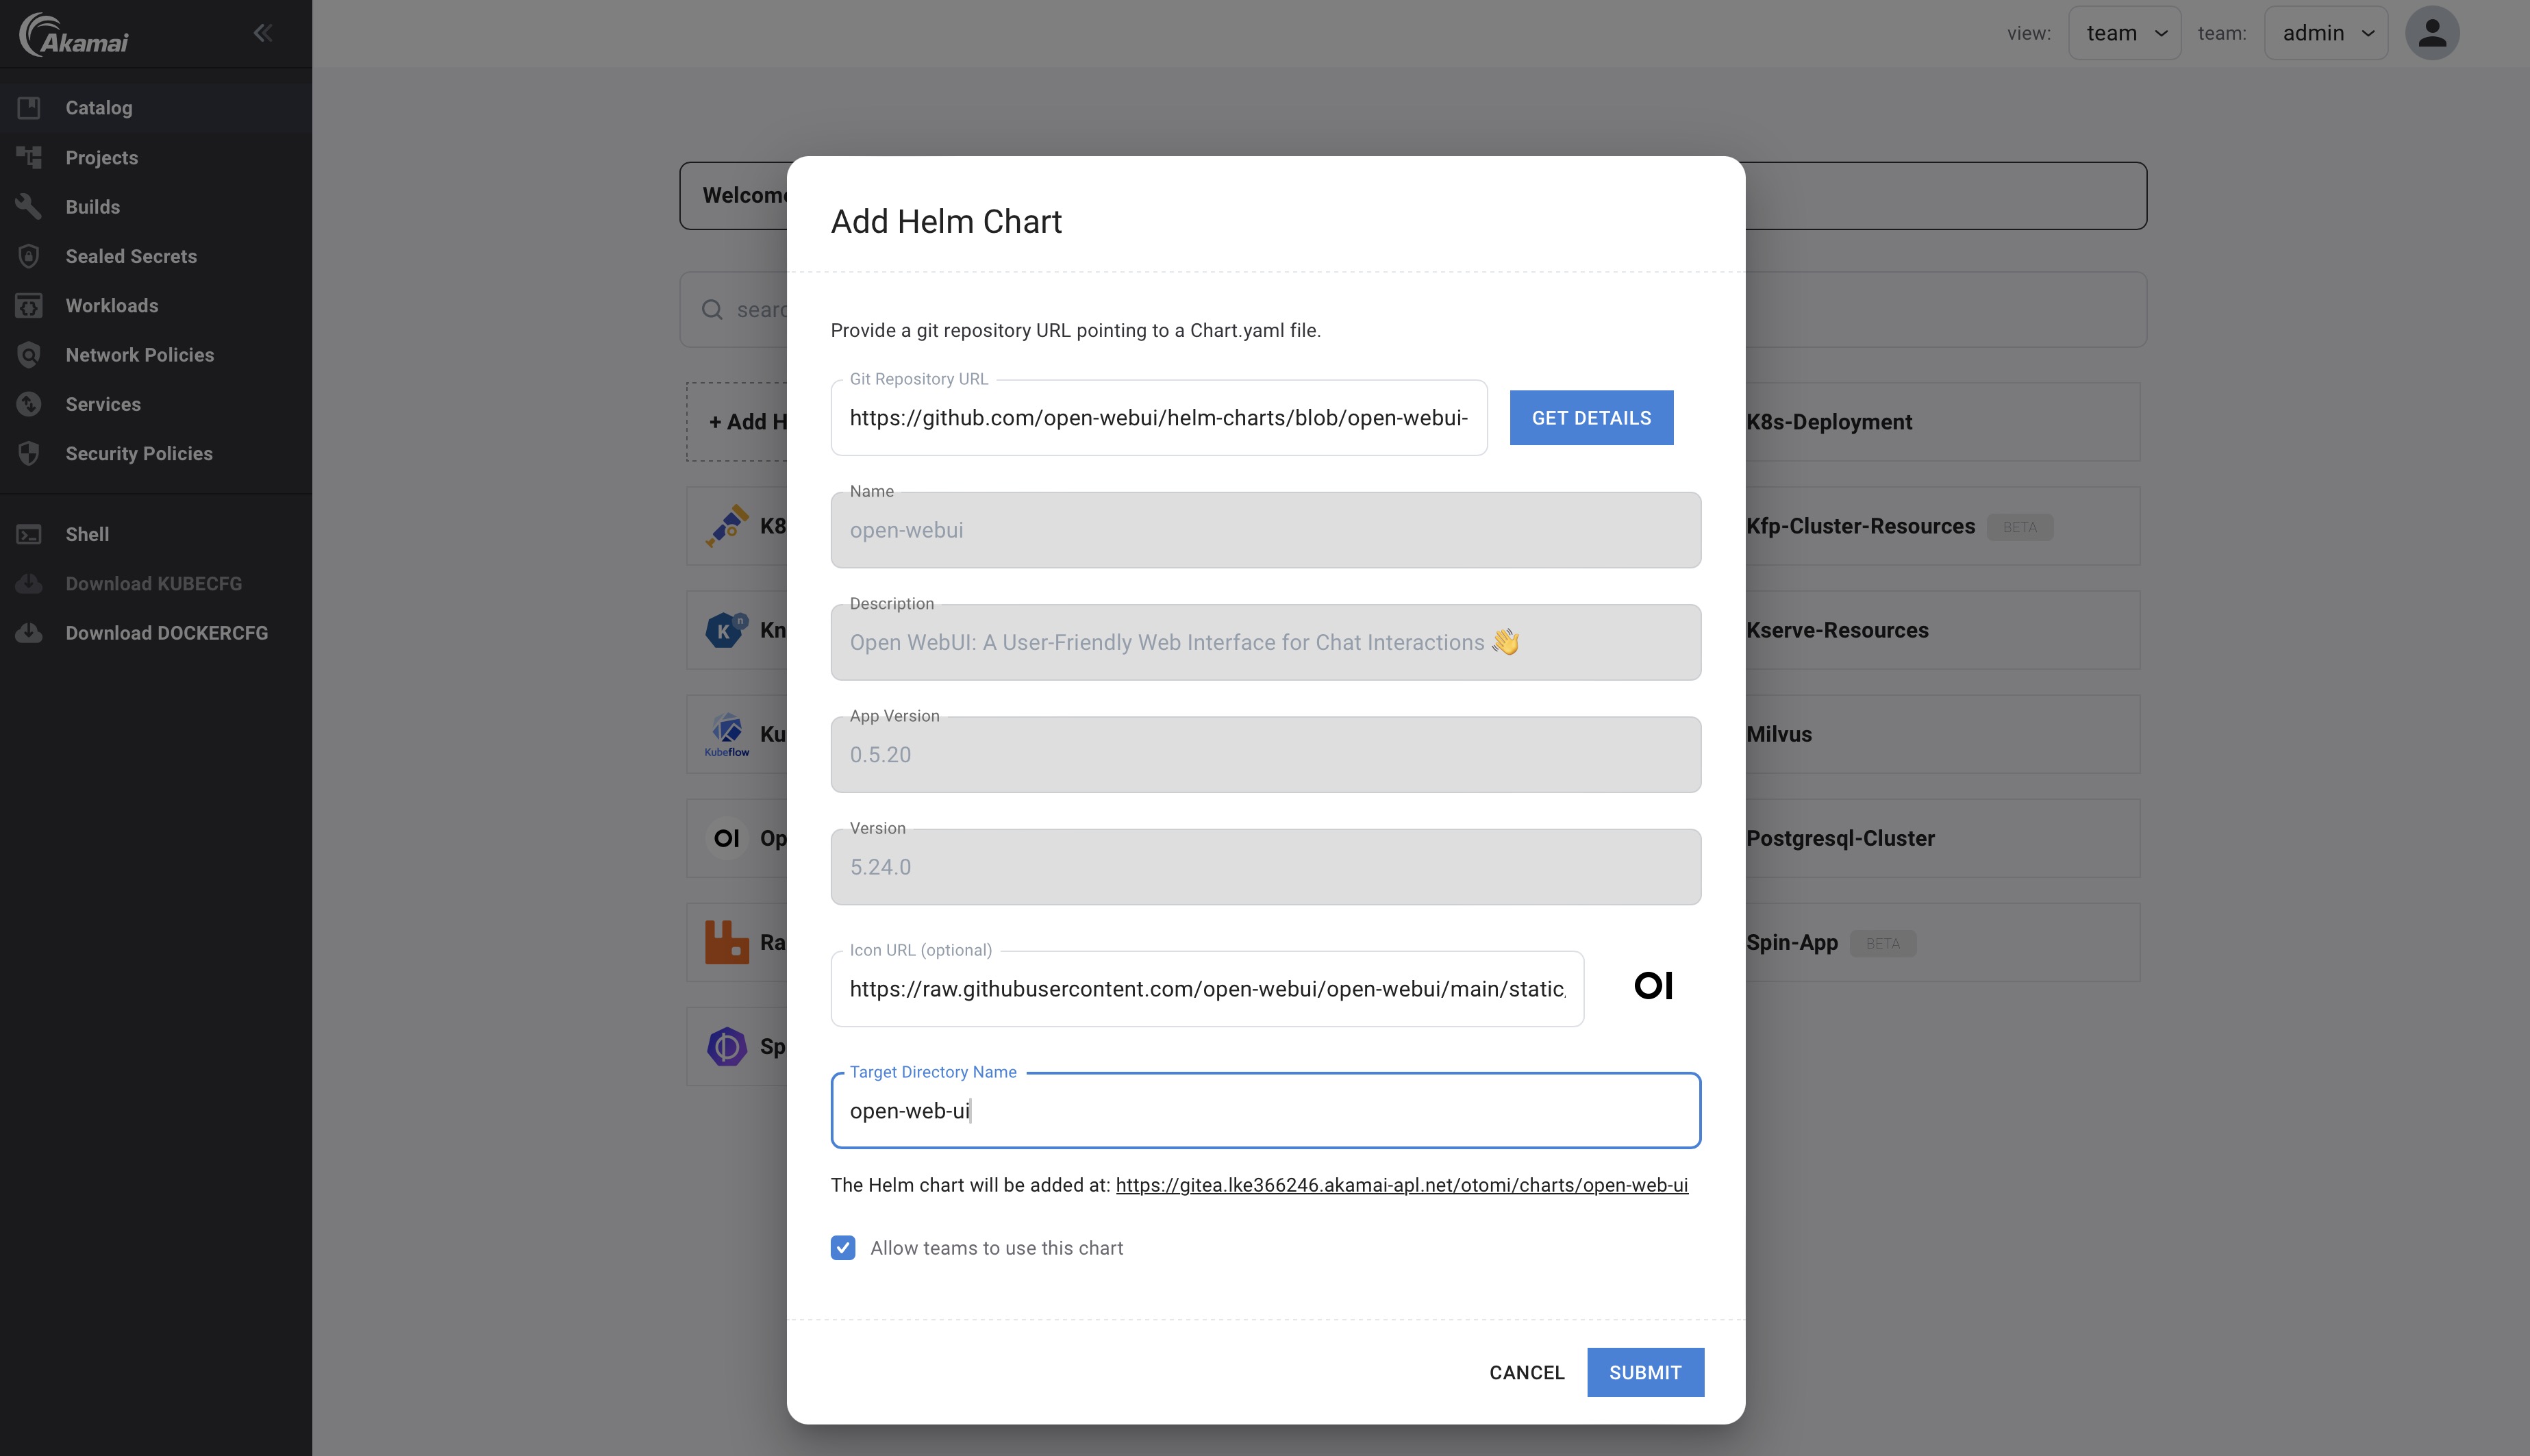 Akamai
view:
team
team:
admin
Catalog
Projects
Builds
Sealed Secrets
Workloads
Network Policies
Services
Security Policies
Shell
Download KUBECFG
Download DOCKERCFG
Welcome
searc
+ Add H
K8
Kn
Ku
Kubeflow
OI
Op
Ra
Sp
K8s-Deployment
Kfp-Cluster-Resources
BETA
Kserve-Resources
Milvus
Postgresql-Cluster
Spin-App
BETA
Add Helm Chart
Provide a git repository URL pointing to a Chart.yaml file.
Git Repository URL
https://github.com/open-webui/helm-charts/blob/open-webui-
GET DETAILS
Name
open-webui
Description
Open WebUI: A User-Friendly Web Interface for Chat Interactions 👋
App Version
0.5.20
Version
5.24.0
Icon URL (optional)
https://raw.githubusercontent.com/open-webui/open-webui/main/static
OI
Target Directory Name
open-web-ui
The Helm chart will be added at: https://gitea.lke366246.akamai-apl.net/otomi/charts/open-web-ui
Allow teams to use this chart
CANCEL
SUBMIT